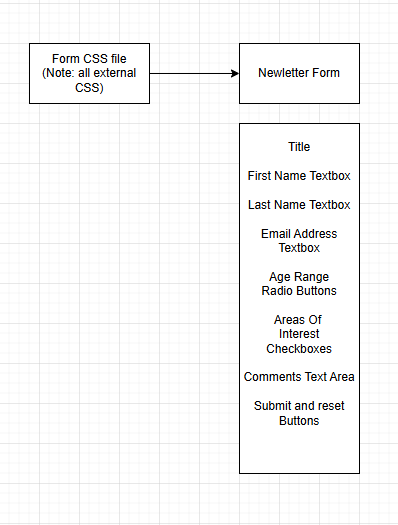 Form CSS file
(Note: all external
CSS)
Newletter Form
Title
First Name Textbox
Last Name Textbox
Email Address
Textbox
Age Range
Radio Buttons
Areas Of
Interest
Checkboxes
Comments Text Area
Submit and reset
Buttons